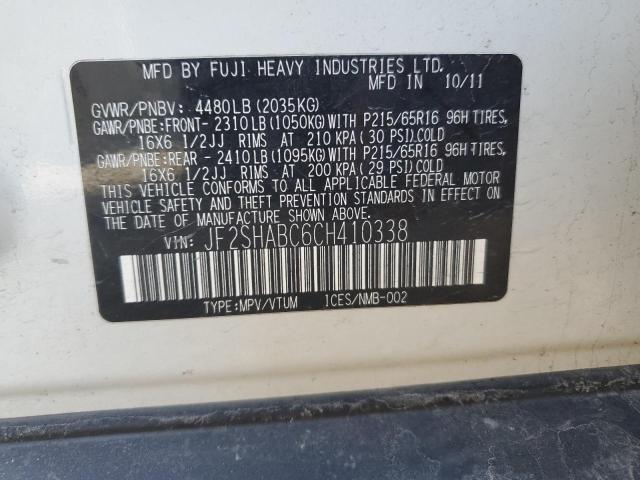 MFD BY FUJI HEAVY INDUSTRIES LTD.
MFD IN 10/11
GVWR/PNBV: 4480LB (2035KG)
GAWR/PNBE:FRONT-2310LB (1050KG)WITH P215/65R16 96H TIRES,
16X6 1/2JJ RIMS AT 210 KPA (30 PSI)COLD
GAWR/PNBE:REAR -2410LB (1095KG)WITH P215/65R16 96H TIRES,
16X6 1/2JJ RIMS AT 200 KPA (29 PSI)COLD
THIS VEHICLE CONFORMS TO ALL APPLICABLE FEDERAL MOTOR
VEHICLE SAFETY AND THEFT PREVENTION STANDARDS IN EFFECT ON
THE DATE OF MANUFACTURE SHOWN ABOVE.
VIN: JF2SHABC6CH410338
TYPE:MPV/VTUM 1CES/NMB-002